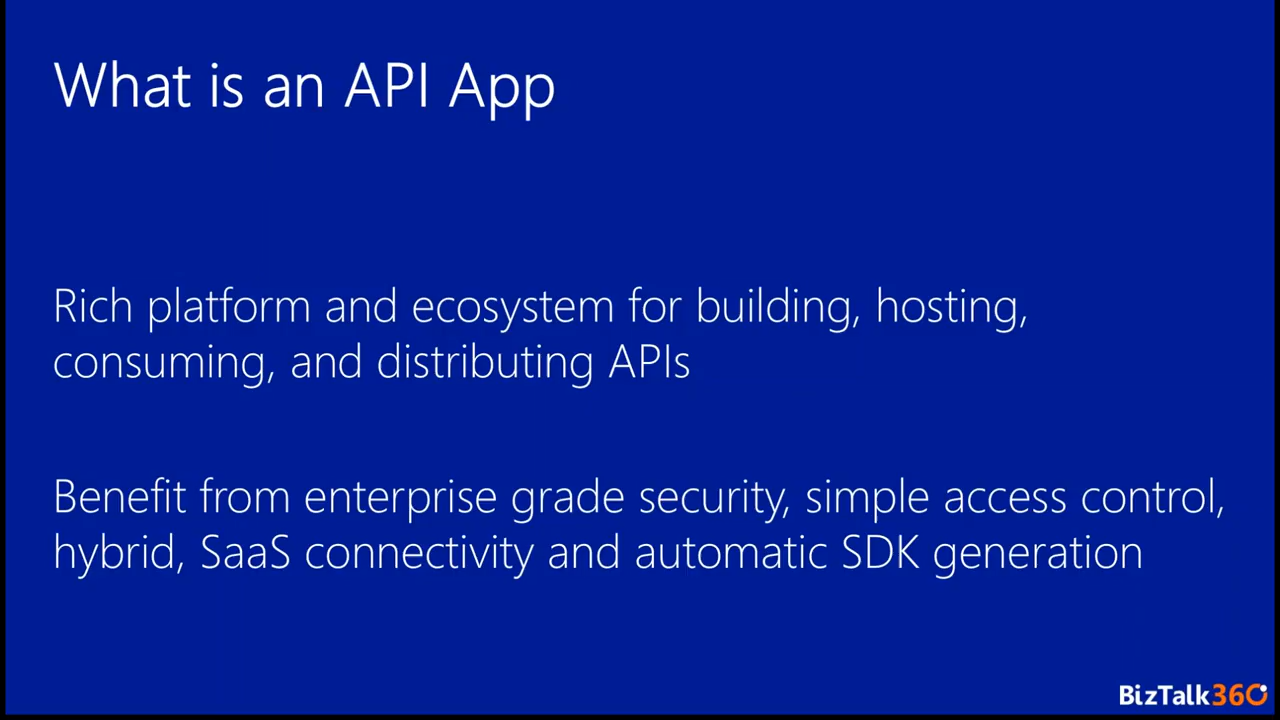 What is an API App
Rich platform and ecosystem for building, hosting,
consuming, and distributing APIs
Benefit from enterprise grade security, simple access control,
hybrid, SaaS connectivity and automatic SDK generation
BizTalk360